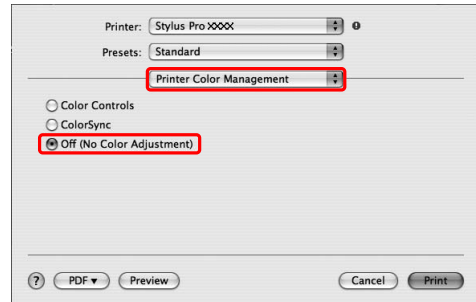 Printer: Stylus Pro XXXX
Presets: Standard
Printer Color Management
Color Controls
ColorSync
Off (No Color Adjustment)
? PDF▼ Preview Cancel Print